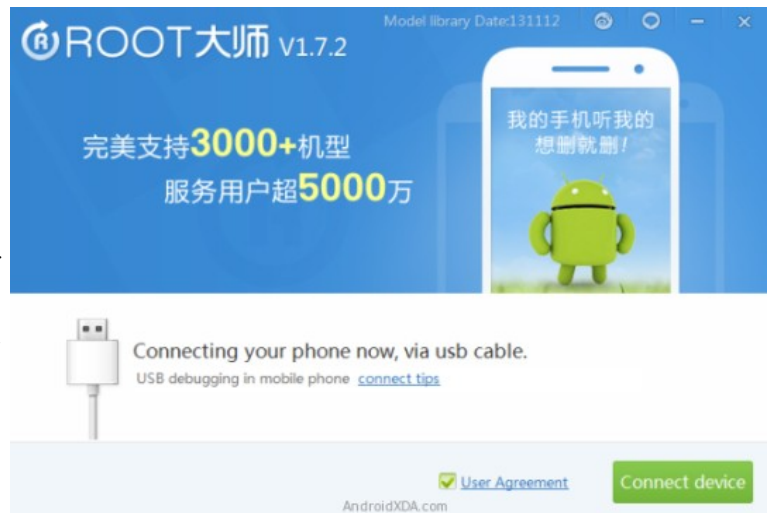 ROOT大师 V1.7.2
Model library Date:131112
完美支持3000+机型
服务用户超5000万
我的手机听我的
想删就删!
Connecting your phone now, via usb cable.
USB debugging in mobile phone connect tips
User Agreement
Connect device
AndroidXDA.com